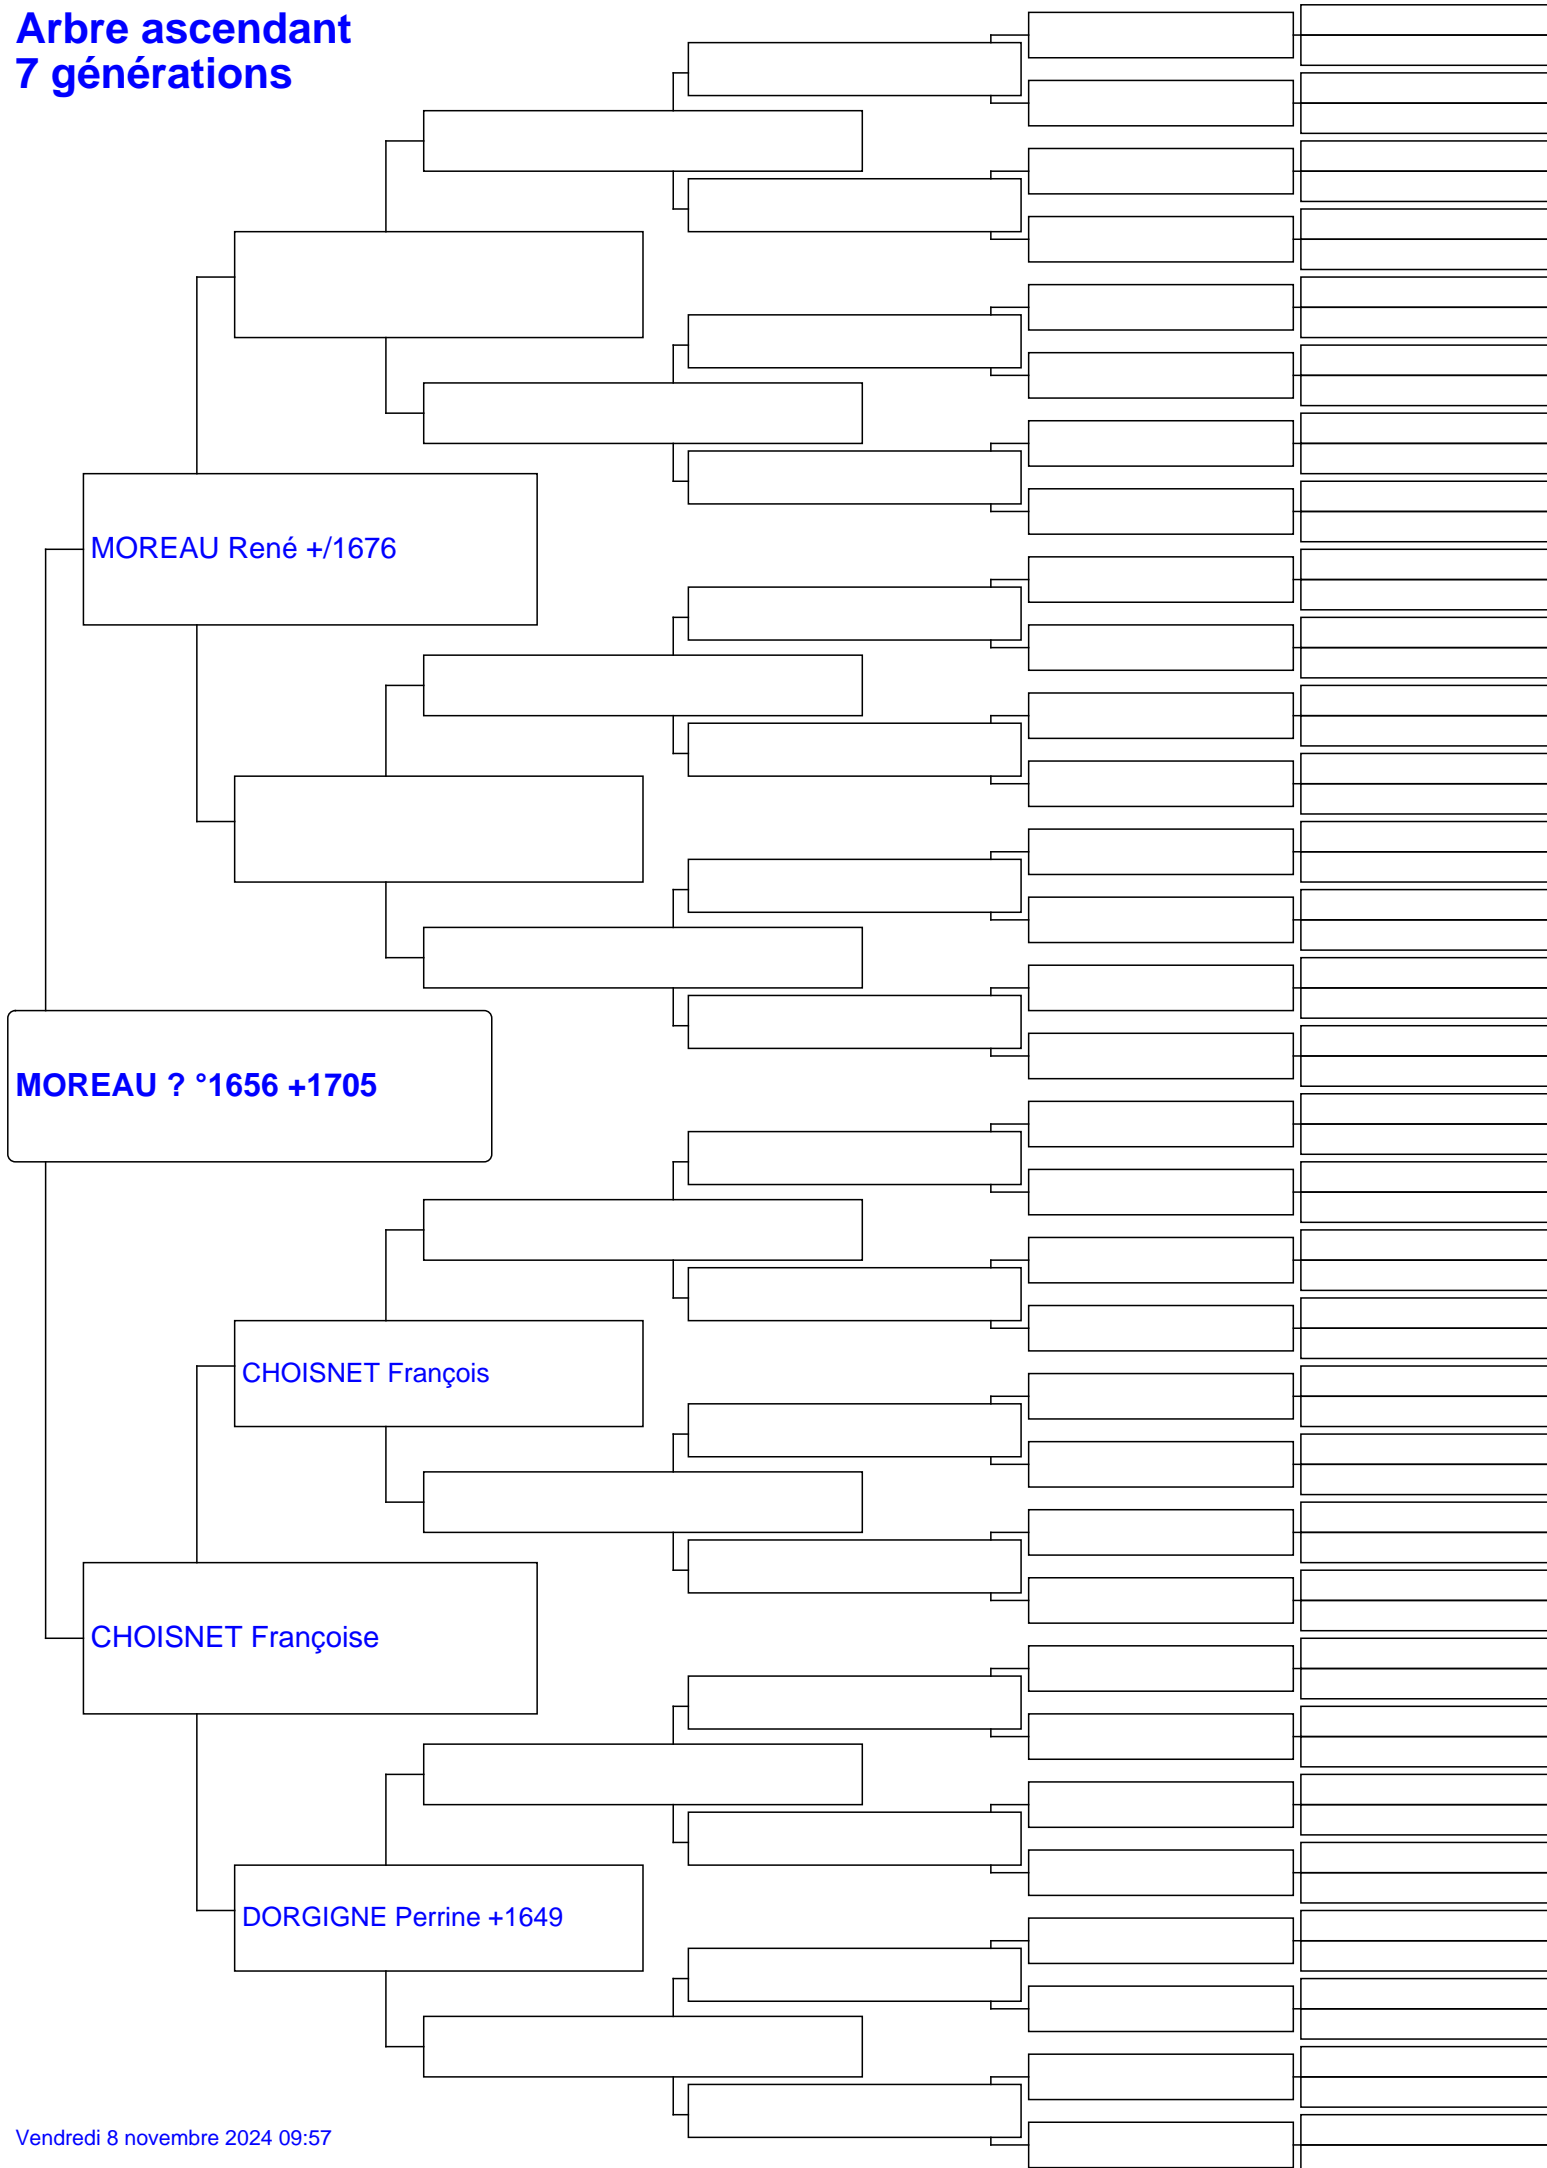 Arbre ascendant
7 générations
MOREAU René +/1676
MOREAU ? °1656 +1705
CHOISNET François
CHOISNET Françoise
DORGIGNE Perrine +1649
Vendredi 8 novembre 2024 09:57